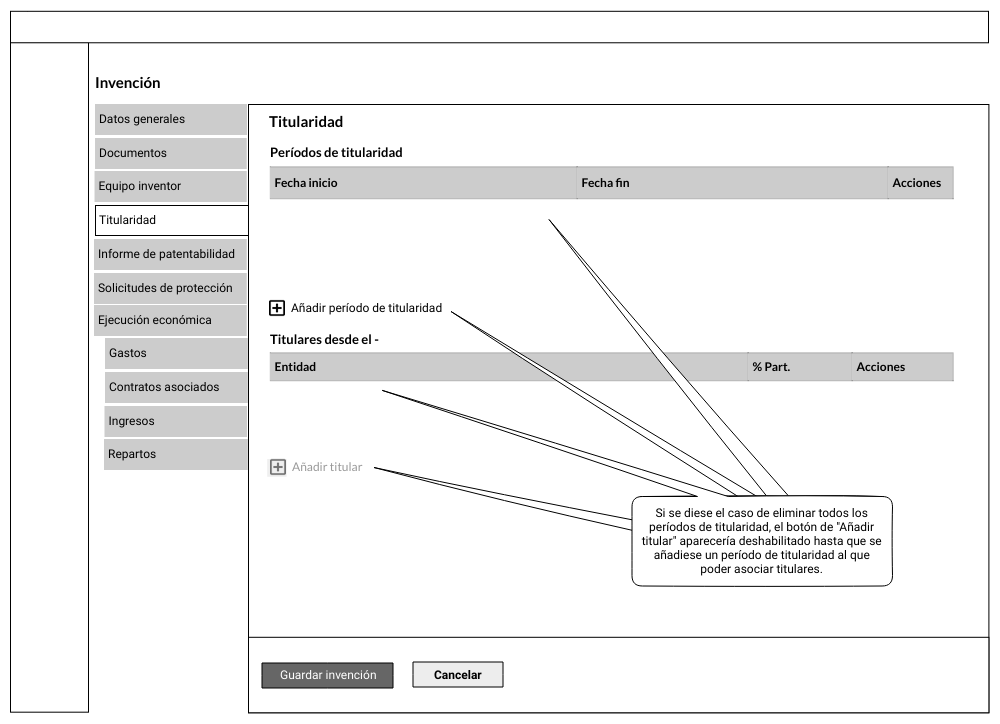 Invención
Datos generales
Documentos
Equipo inventor
Titularidad
Informe de patentabilidad
Solicitudes de protección
Ejecución económica
Gastos
Contratos asociados
Ingresos
Repartos
Titularidad
Períodos de titularidad
Fecha inicio Fecha fin Acciones
Añadir período de titularidad
Titulares desde el -
Entidad % Part. Acciones
Añadir titular
Si se diese el caso de eliminar todos los
períodos de titularidad, el botón de "Añadir
titular" aparecería deshabilitado hasta que se
añadiese un período de titularidad al que
poder asociar titulares.
Guardar invención Cancelar